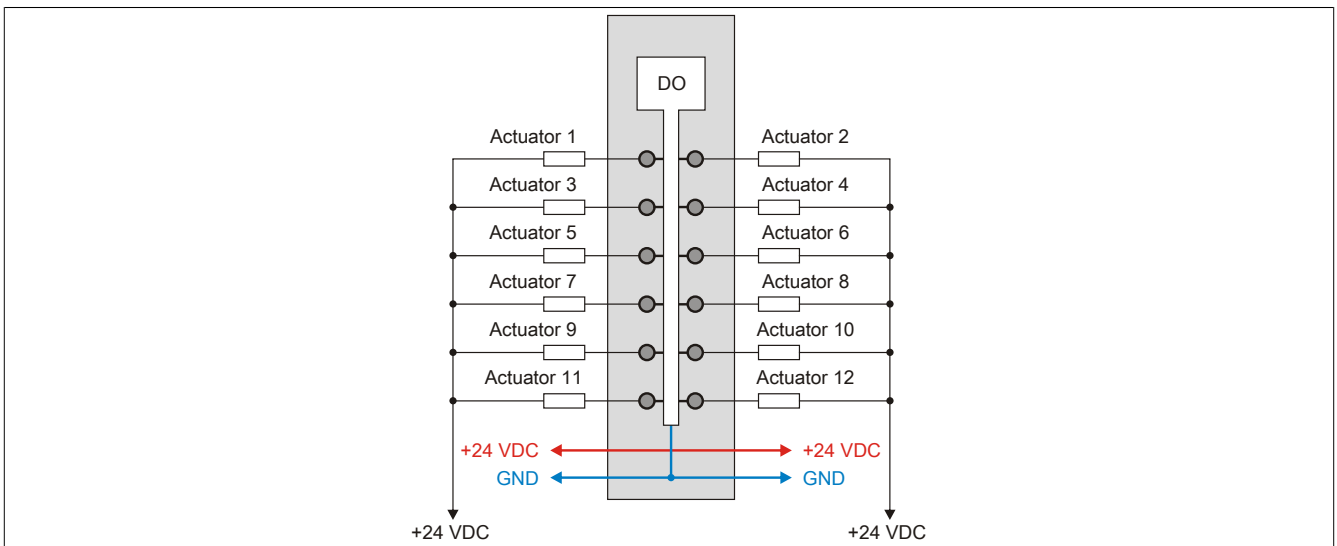 DO
Actuator 1 Actuator 2
Actuator 3 Actuator 4
Actuator 5 Actuator 6
Actuator 7 Actuator 8
Actuator 9 Actuator 10
Actuator 11 Actuator 12
+24 VDC +24 VDC
GND GND
+24 VDC +24 VDC